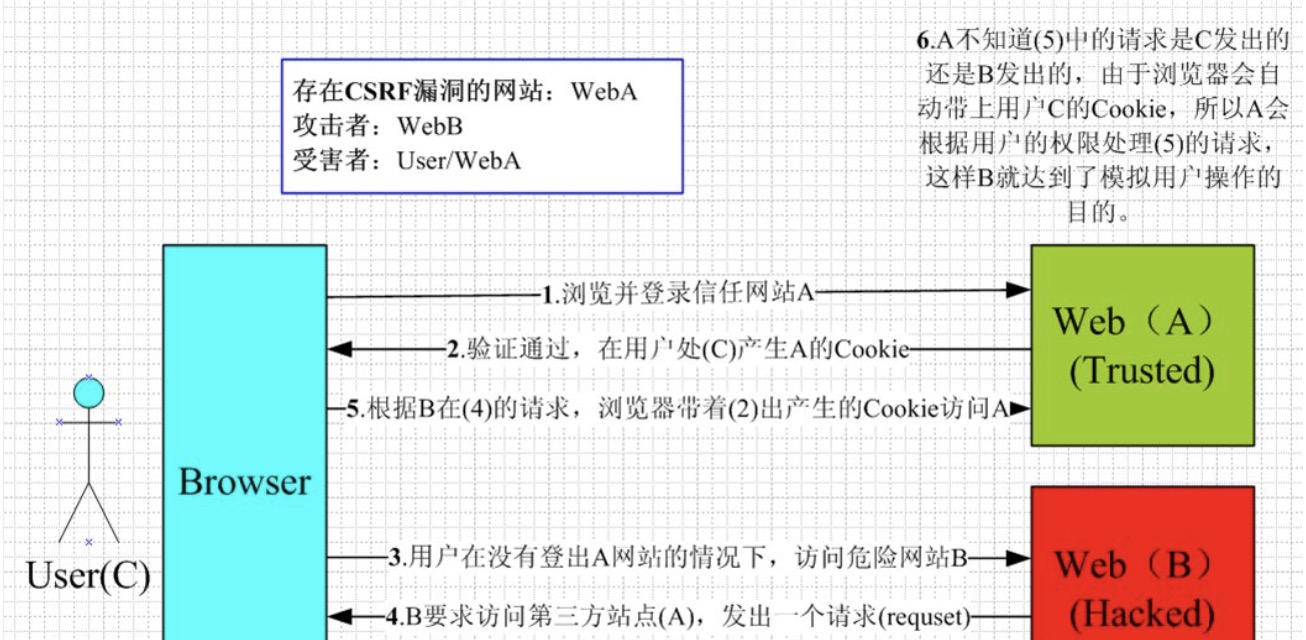 6.A不知道(5)中的请求是C发出的
还是B发出的，由于浏览器会自
动带上用户C的Cookie，所以A会
根据用户的权限处理(5)的请求，
这样B就达到了模拟用户操作的
目的。
存在CSRF漏洞的网站：WebA
攻击者：WebB
受害者：User/WebA
1.浏览并登录信任网站A
2.验证通过，在用户处(C)产生A的Cookie
5.根据B在(4)的请求，浏览器带着(2)出产生的Cookie访问A
3.用户在没有登出A网站的情况下，访问危险网站B
4.B要求访问第三方站点(A)，发出一个请求(requset)
User(C)
Browser
Web（A）
(Trusted)
Web（B）
(Hacked)